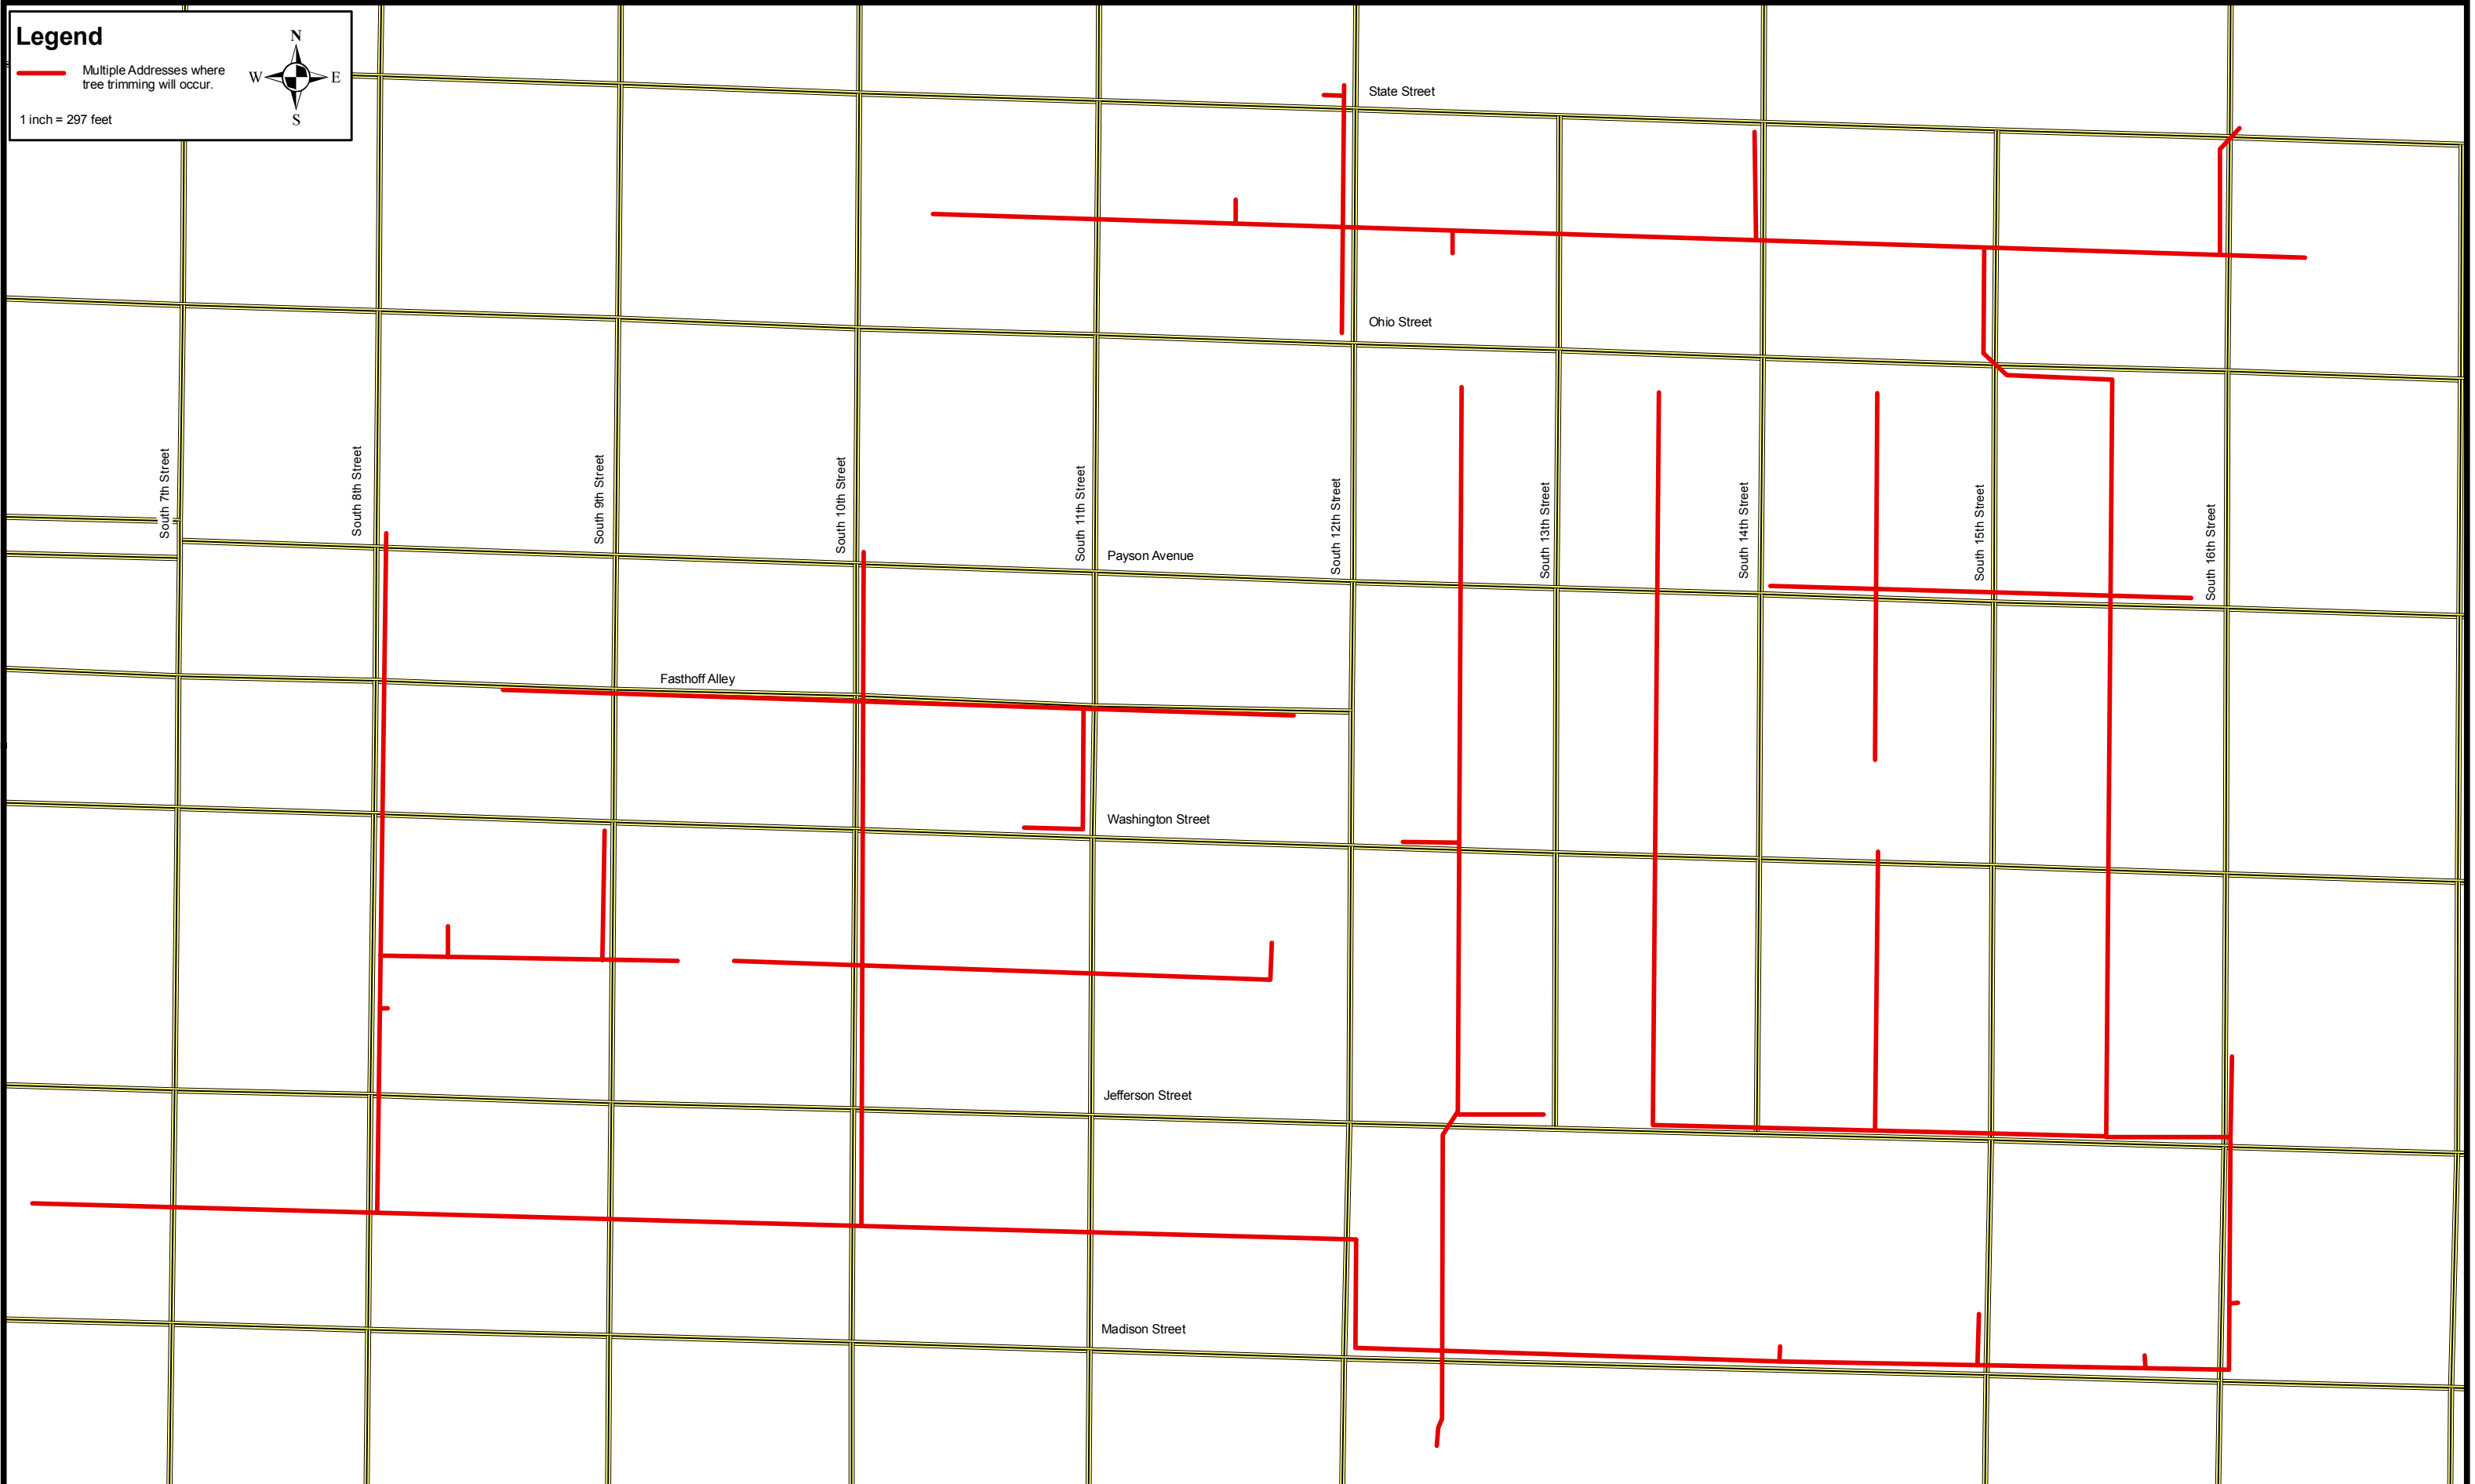 Legend
N
W E
S
Multiple Addresses where
tree trimming will occur.
1 inch = 297 feet
State Street
Ohio Street
South 7th Street
South 8th Street
South 9th Street
South 10th Street
South 11th Street
South 12th Street
South 13th Street
South 14th Street
South 15th Street
South 16th Street
Payson Avenue
Fasthoff Alley
Washington Street
Jefferson Street
Madison Street